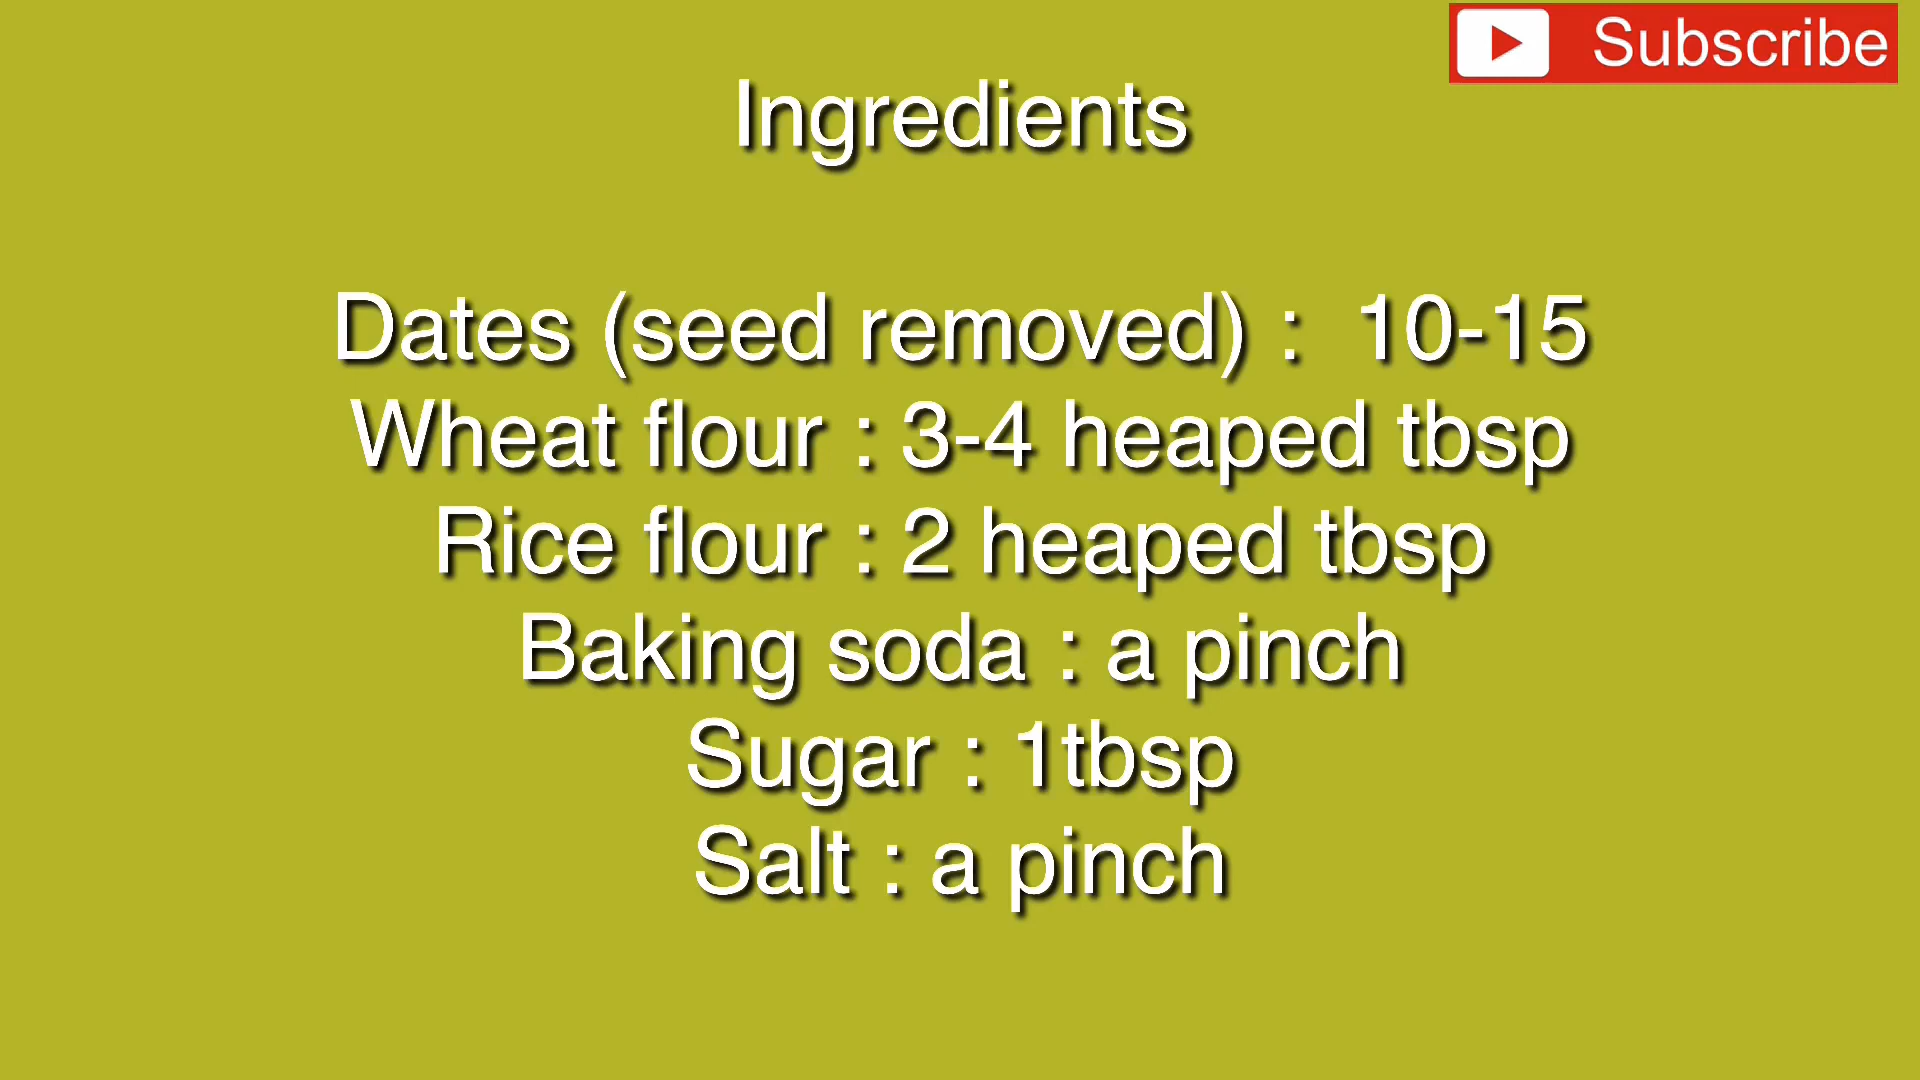 Subscribe
Ingredients
Dates (seed removed) : 10-15
Wheat flour : 3-4 heaped tbsp
Rice flour : 2 heaped tbsp
Baking soda : a pinch
Sugar : 1tbsp
Salt : a pinch